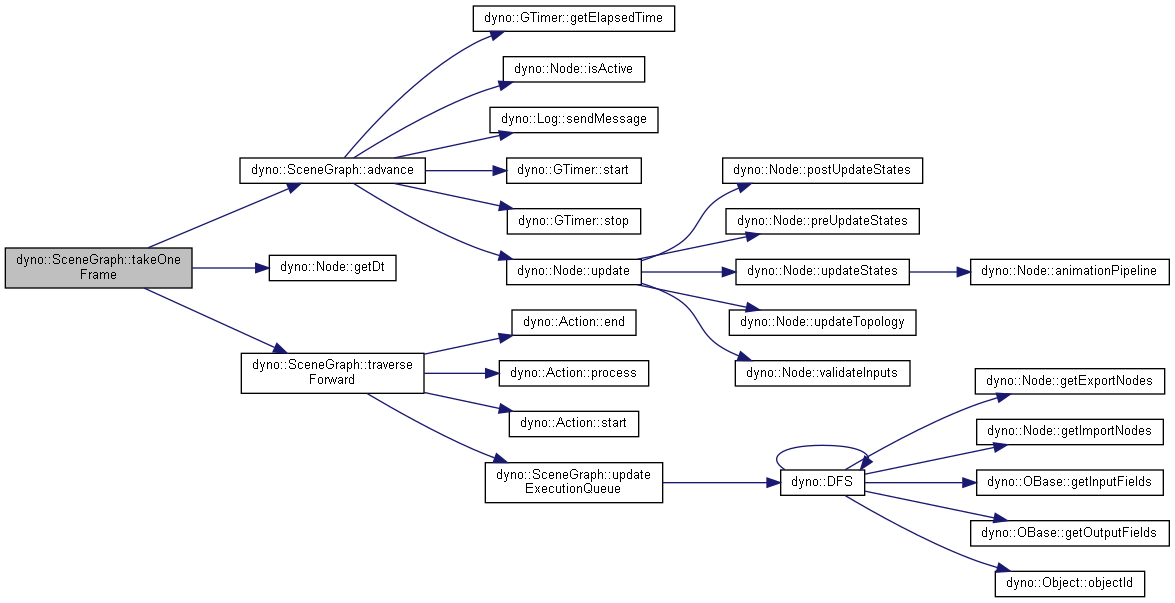 dyno::GTimer::getElapsedTime
dyno::Node::isActive
dyno::Log::sendMessage
dyno::SceneGraph::advance
dyno::GTimer::start
dyno::Node::postUpdateStates
dyno::GTimer::stop
dyno::Node::preUpdateStates
dyno::SceneGraph::takeOne
Frame
dyno::Node::getDt
dyno::Node::update
dyno::Node::updateStates
dyno::Node::animationPipeline
dyno::Action::end
dyno::Node::updateTopology
dyno::SceneGraph::traverse
Forward
dyno::Action::process
dyno::Node::validateInputs
dyno::Node::getExportNodes
dyno::Action::start
dyno::Node::getImportNodes
dyno::SceneGraph::update
ExecutionQueue
dyno::DFS
dyno::OBase::getInputFields
dyno::OBase::getOutputFields
dyno::Object::objectId